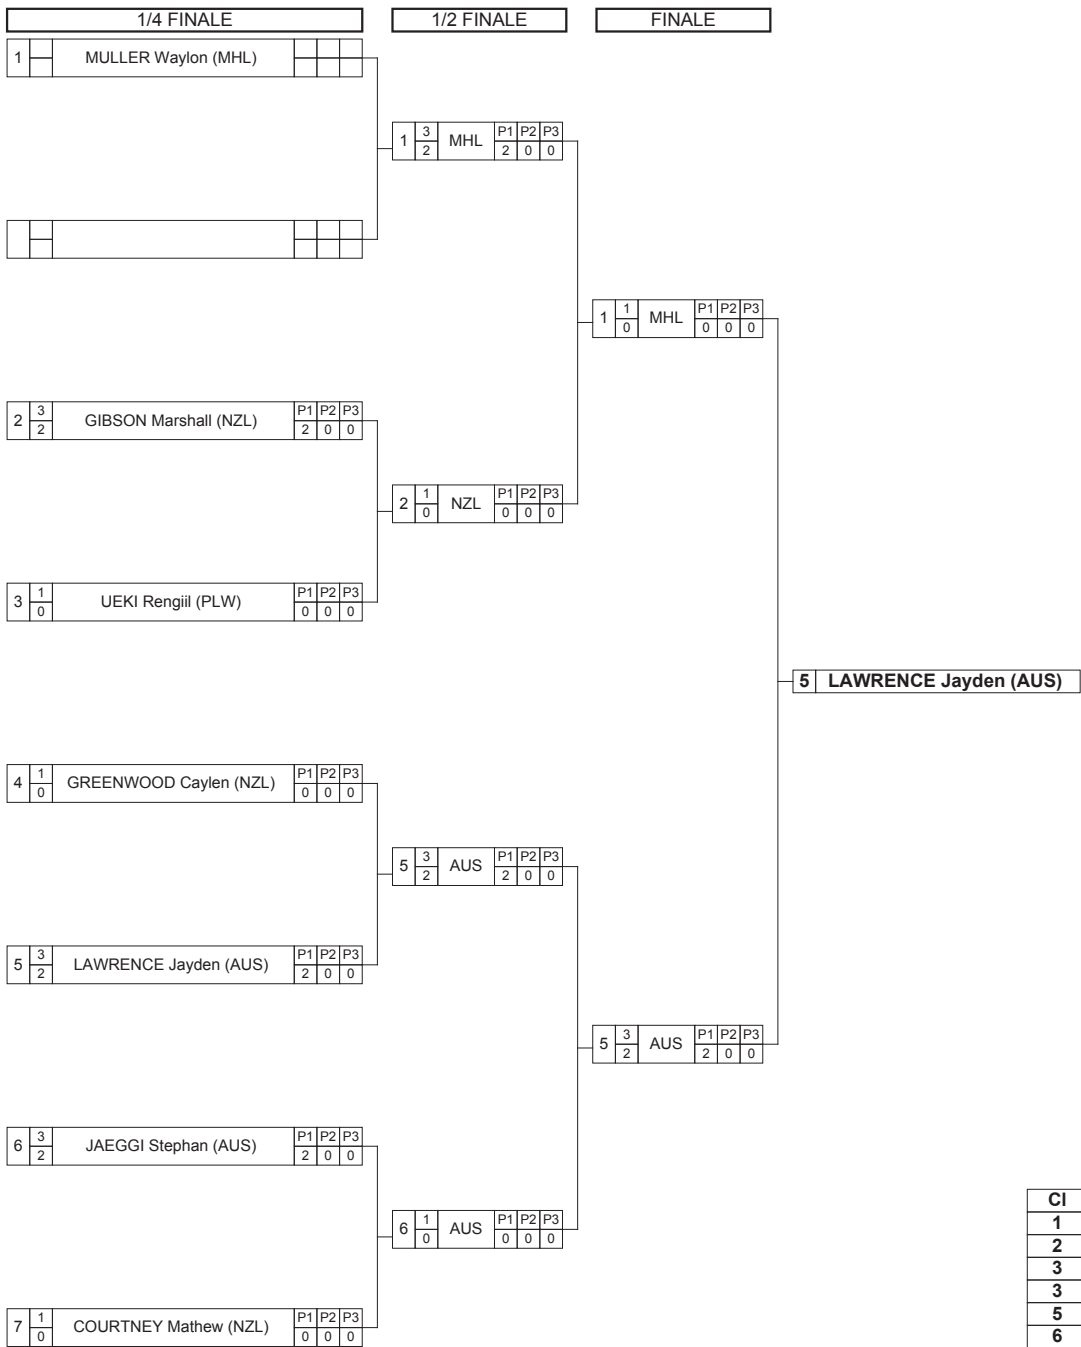 1/4 FINALE 1/2 FINALE FINALE
1 MULLER Waylon (MHL)
1 3 2 MHL P1 P2 P3 2 0 0
1 1 0 MHL P1 P2 P3 0 0 0
2 3 2 GIBSON Marshall (NZL) P1 P2 P3 2 0 0
2 1 0 NZL P1 P2 P3 0 0 0
3 1 0 UEKI Rengiil (PLW) P1 P2 P3 0 0 0
5 LAWRENCE Jayden (AUS)
4 1 0 GREENWOOD Caylen (NZL) P1 P2 P3 0 0 0
5 3 2 AUS P1 P2 P3 2 0 0
5 3 2 LAWRENCE Jayden (AUS) P1 P2 P3 2 0 0
5 3 2 AUS P1 P2 P3 2 0 0
6 3 2 JAEGGI Stephan (AUS) P1 P2 P3 2 0 0
6 1 0 AUS P1 P2 P3 0 0 0
7 1 0 COURTNEY Mathew (NZL) P1 P2 P3 0 0 0
Cl
1
2
3
3
5
6